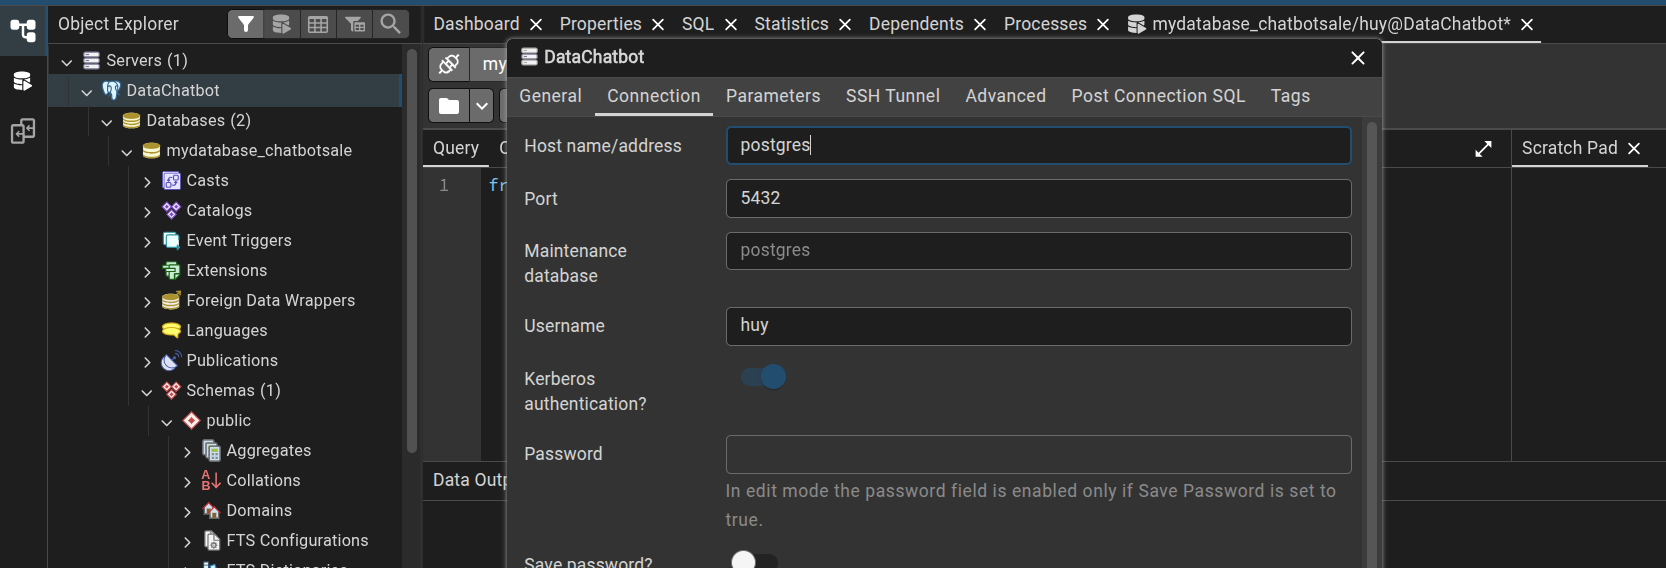 Object Explorer
Dashboard
Properties
SQL
Statistics
Dependents
Processes
mydatabase_chatbotsale/huy@DataChatbot*
Servers (1)
DataChatbot
Databases (2)
mydatabase_chatbotsale
Casts
Catalogs
Event Triggers
Extensions
Foreign Data Wrappers
Languages
Publications
Schemas (1)
public
Aggregates
Collations
Domains
FTS Configurations
FTS Dictionaries
my
Query
1
fr
Data Outp
Scratch Pad
DataChatbot
General
Connection
Parameters
SSH Tunnel
Advanced
Post Connection SQL
Tags
Host name/address
postgres
Port
5432
Maintenance
database
postgres
Username
huy
Kerberos
authentication?
Password
In edit mode the password field is enabled only if Save Password is set to
true.
Save password?